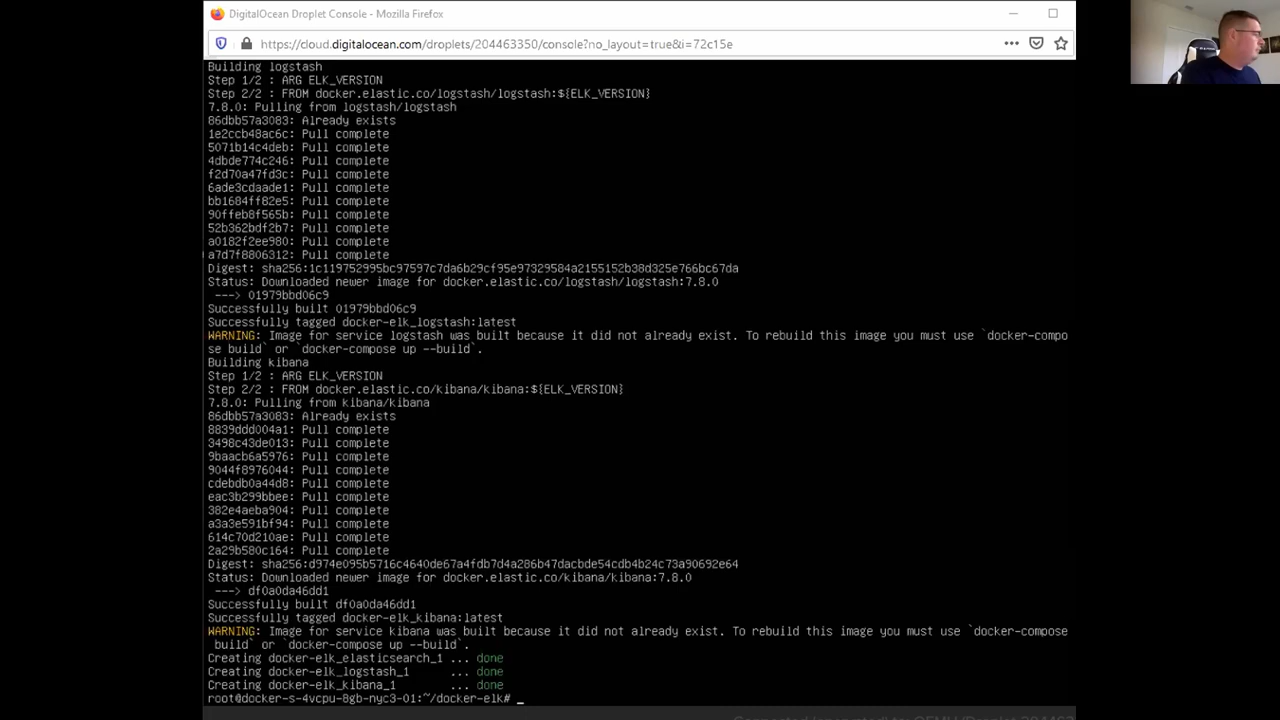 DigitalOcean Droplet Console - Mozilla Firefox
https://cloud.digitalocean.com/droplets/204463350/console?no_layout=true&i=72c15e
Building logstash
Step 1/2 : ARG ELK_VERSION
Step 2/2 : FROM docker.elastic.co/logstash/logstash:${ELK_VERSION}
7.8.0: Pulling from logstash/logstash
86dbb57a3083: Already exists
1e2ccb48ac6c: Pull complete
5071b14c4deb: Pull complete
4dbde774c246: Pull complete
f2d70a47fd3c: Pull complete
6ade3cdaade1: Pull complete
bb1684ff82e5: Pull complete
90ffeb8f565b: Pull complete
52b362bdf2b7: Pull complete
a0182f2ee980: Pull complete
a7d7f8806312: Pull complete
Digest: sha256:1c119752995bc97597c7da6b29cf95e97329584a2155152b38d325e766bc67da
Status: Downloaded newer image for docker.elastic.co/logstash/logstash:7.8.0
---> 01979bbd06c9
Successfully built 01979bbd06c9
Successfully tagged docker-elk_logstash:latest
WARNING: Image for service logstash was built because it did not already exist. To rebuild this image you must use `docker-compo
se build` or `docker-compose up --build`.
Building kibana
Step 1/2 : ARG ELK_VERSION
Step 2/2 : FROM docker.elastic.co/kibana/kibana:${ELK_VERSION}
7.8.0: Pulling from kibana/kibana
86dbb57a3083: Already exists
8839ddd004a1: Pull complete
3498c43de013: Pull complete
9baacb6a5976: Pull complete
9044f8976044: Pull complete
cdebdb0a44d8: Pull complete
eac3b299bbee: Pull complete
382e4aeba904: Pull complete
a3a3e591bf94: Pull complete
614c70d210ae: Pull complete
2a29b580c164: Pull complete
Digest: sha256:d974e095b5716c4640de67a4fdb7d4a286b47dacbde54cdb4b24c73a90692e64
Status: Downloaded newer image for docker.elastic.co/kibana/kibana:7.8.0
---> df0a0da46dd1
Successfully built df0a0da46dd1
Successfully tagged docker-elk_kibana:latest
WARNING: Image for service kibana was built because it did not already exist. To rebuild this image you must use `docker-compose
build` or `docker-compose up --build`.
Creating docker-elk_elasticsearch_1 ... done
Creating docker-elk_logstash_1 ... done
Creating docker-elk_kibana_1 ... done
root@docker-s-4vcpu-8gb-nyc3-01:~/docker-elk# _